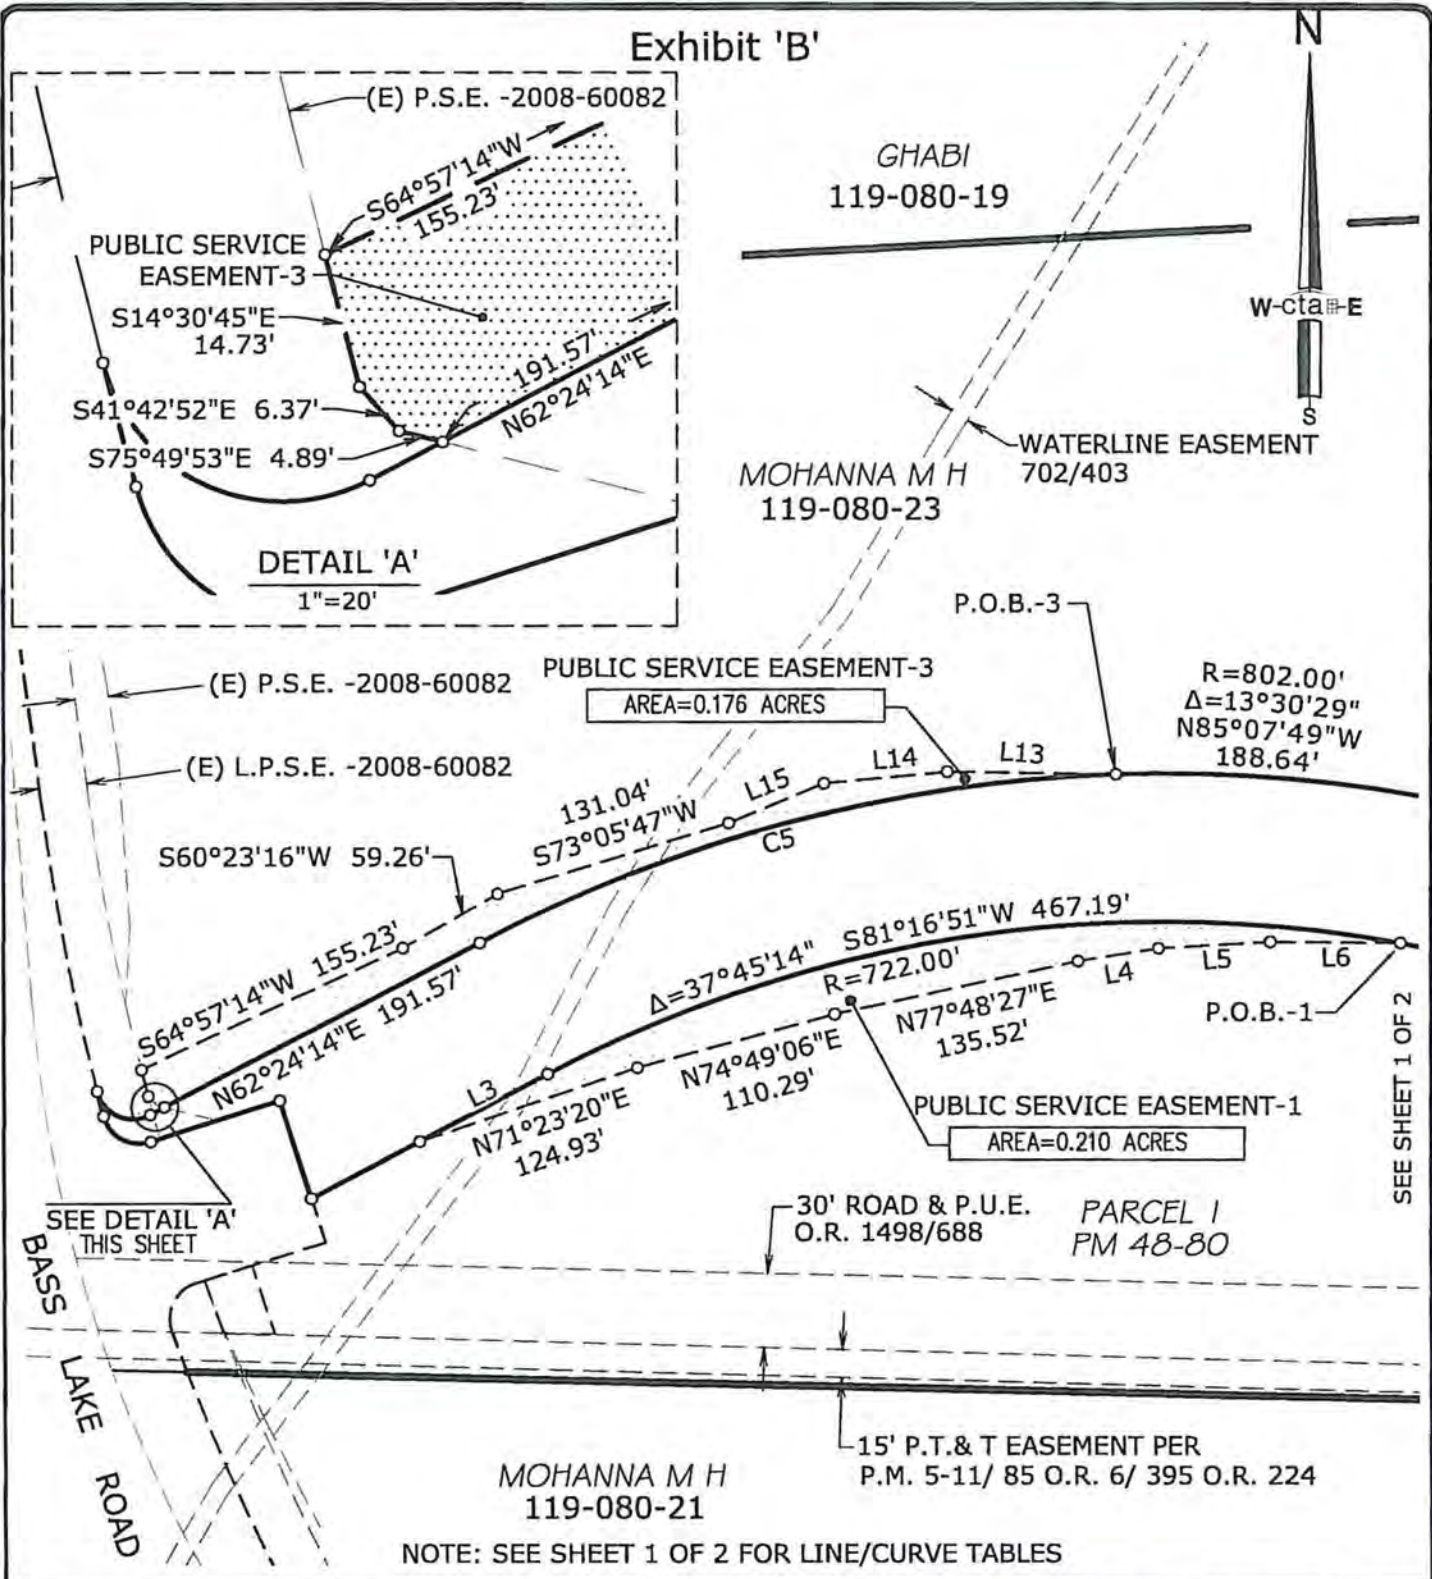 Exhibit 'B'
N
(E) P.S.E. -2008-60082
S64°57'14"W
155.23'
PUBLIC SERVICE
EASEMENT-3
S14°30'45"E
14.73'
191.57'
N62°24'14"E
S41°42'52"E 6.37'
S75°49'53"E 4.89'
DETAIL 'A'
1"=20'
GHABI
119-080-19
W-cta-E
S
WATERLINE EASEMENT
702/403
MOHANNA M H
119-080-23
P.O.B.-3
PUBLIC SERVICE EASEMENT-3
AREA=0.176 ACRES
R=802.00'
Δ=13°30'29"
N85°07'49"W
188.64'
(E) P.S.E. -2008-60082
(E) L.P.S.E. -2008-60082
L13
L14
L15
131.04'
S73°05'47"W
C5
S60°23'16"W 59.26'
S64°57'14"W 155.23'
N62°24'14"E 191.57'
Δ=37°45'14" S81°16'51"W 467.19'
R=722.00'
L3
L4
L5
L6
N71°23'20"E
124.93'
N74°49'06"E
110.29'
N77°48'27"E
135.52'
P.O.B.-1
SEE SHEET 1 OF 2
PUBLIC SERVICE EASEMENT-1
AREA=0.210 ACRES
SEE DETAIL 'A'
THIS SHEET
30' ROAD & P.U.E.
O.R. 1498/688
PARCEL I
PM 48-80
BASS LAKE ROAD
15' P.T.& T EASEMENT PER
P.M. 5-11/ 85 O.R. 6/ 395 O.R. 224
MOHANNA M H
119-080-21
NOTE: SEE SHEET 1 OF 2 FOR LINE/CURVE TABLES